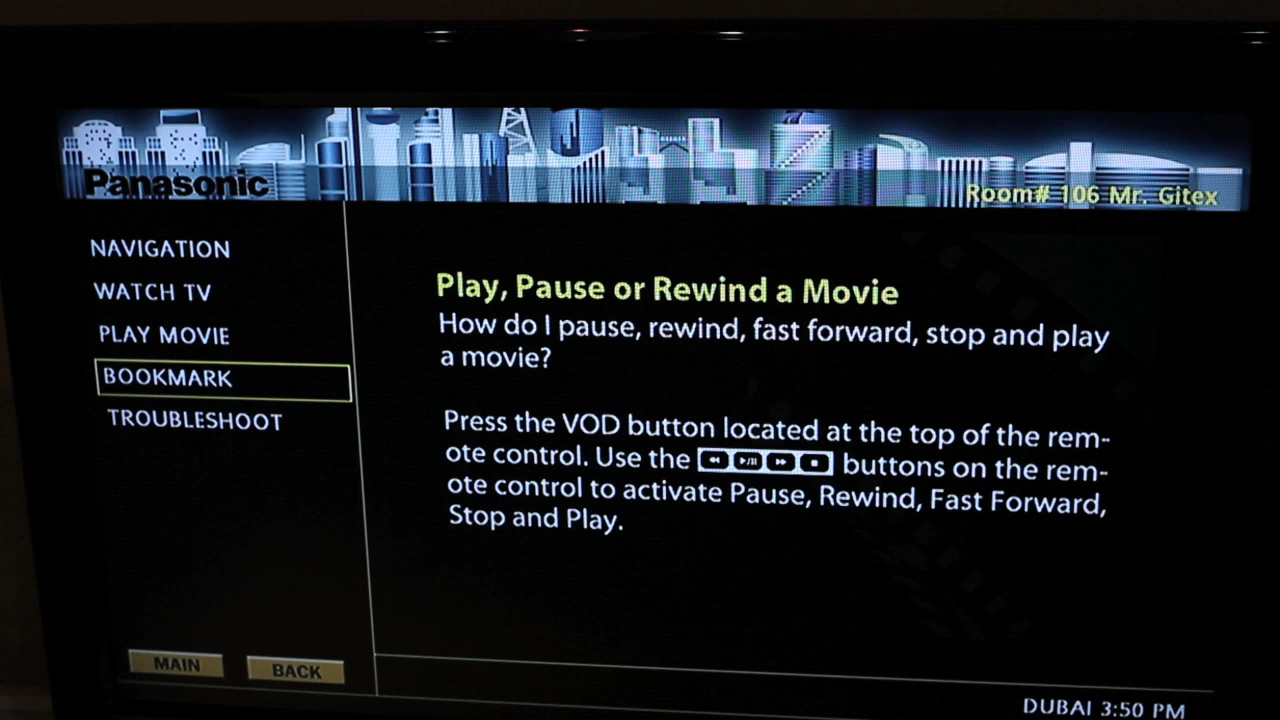 Panasonic
Room# 106 Mr. Gitex
NAVIGATION
WATCH TV
PLAY MOVIE
BOOKMARK
TROUBLESHOOT
Play, Pause or Rewind a Movie
How do I pause, rewind, fast forward, stop and play
a movie?
Press the VOD button located at the top of the rem-
ote control. Use the buttons on the rem-
ote control to activate Pause, Rewind, Fast Forward,
Stop and Play.
MAIN
BACK
DUBAI 3:50 PM